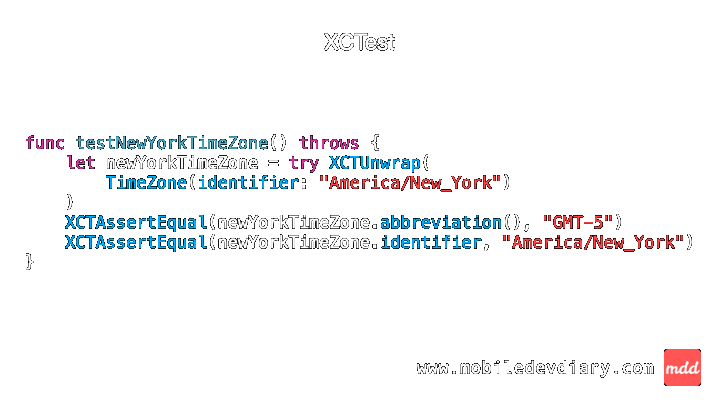 XCTest
func testNewYorkTimeZone() throws {
    let newYorkTimeZone = try XCTUnwrap(
        TimeZone(identifier: "America/New_York")
    )
    XCTAssertEqual(newYorkTimeZone.abbreviation(), "GMT-5")
    XCTAssertEqual(newYorkTimeZone.identifier, "America/New_York")
}
www.mobiledevdiary.com mdd